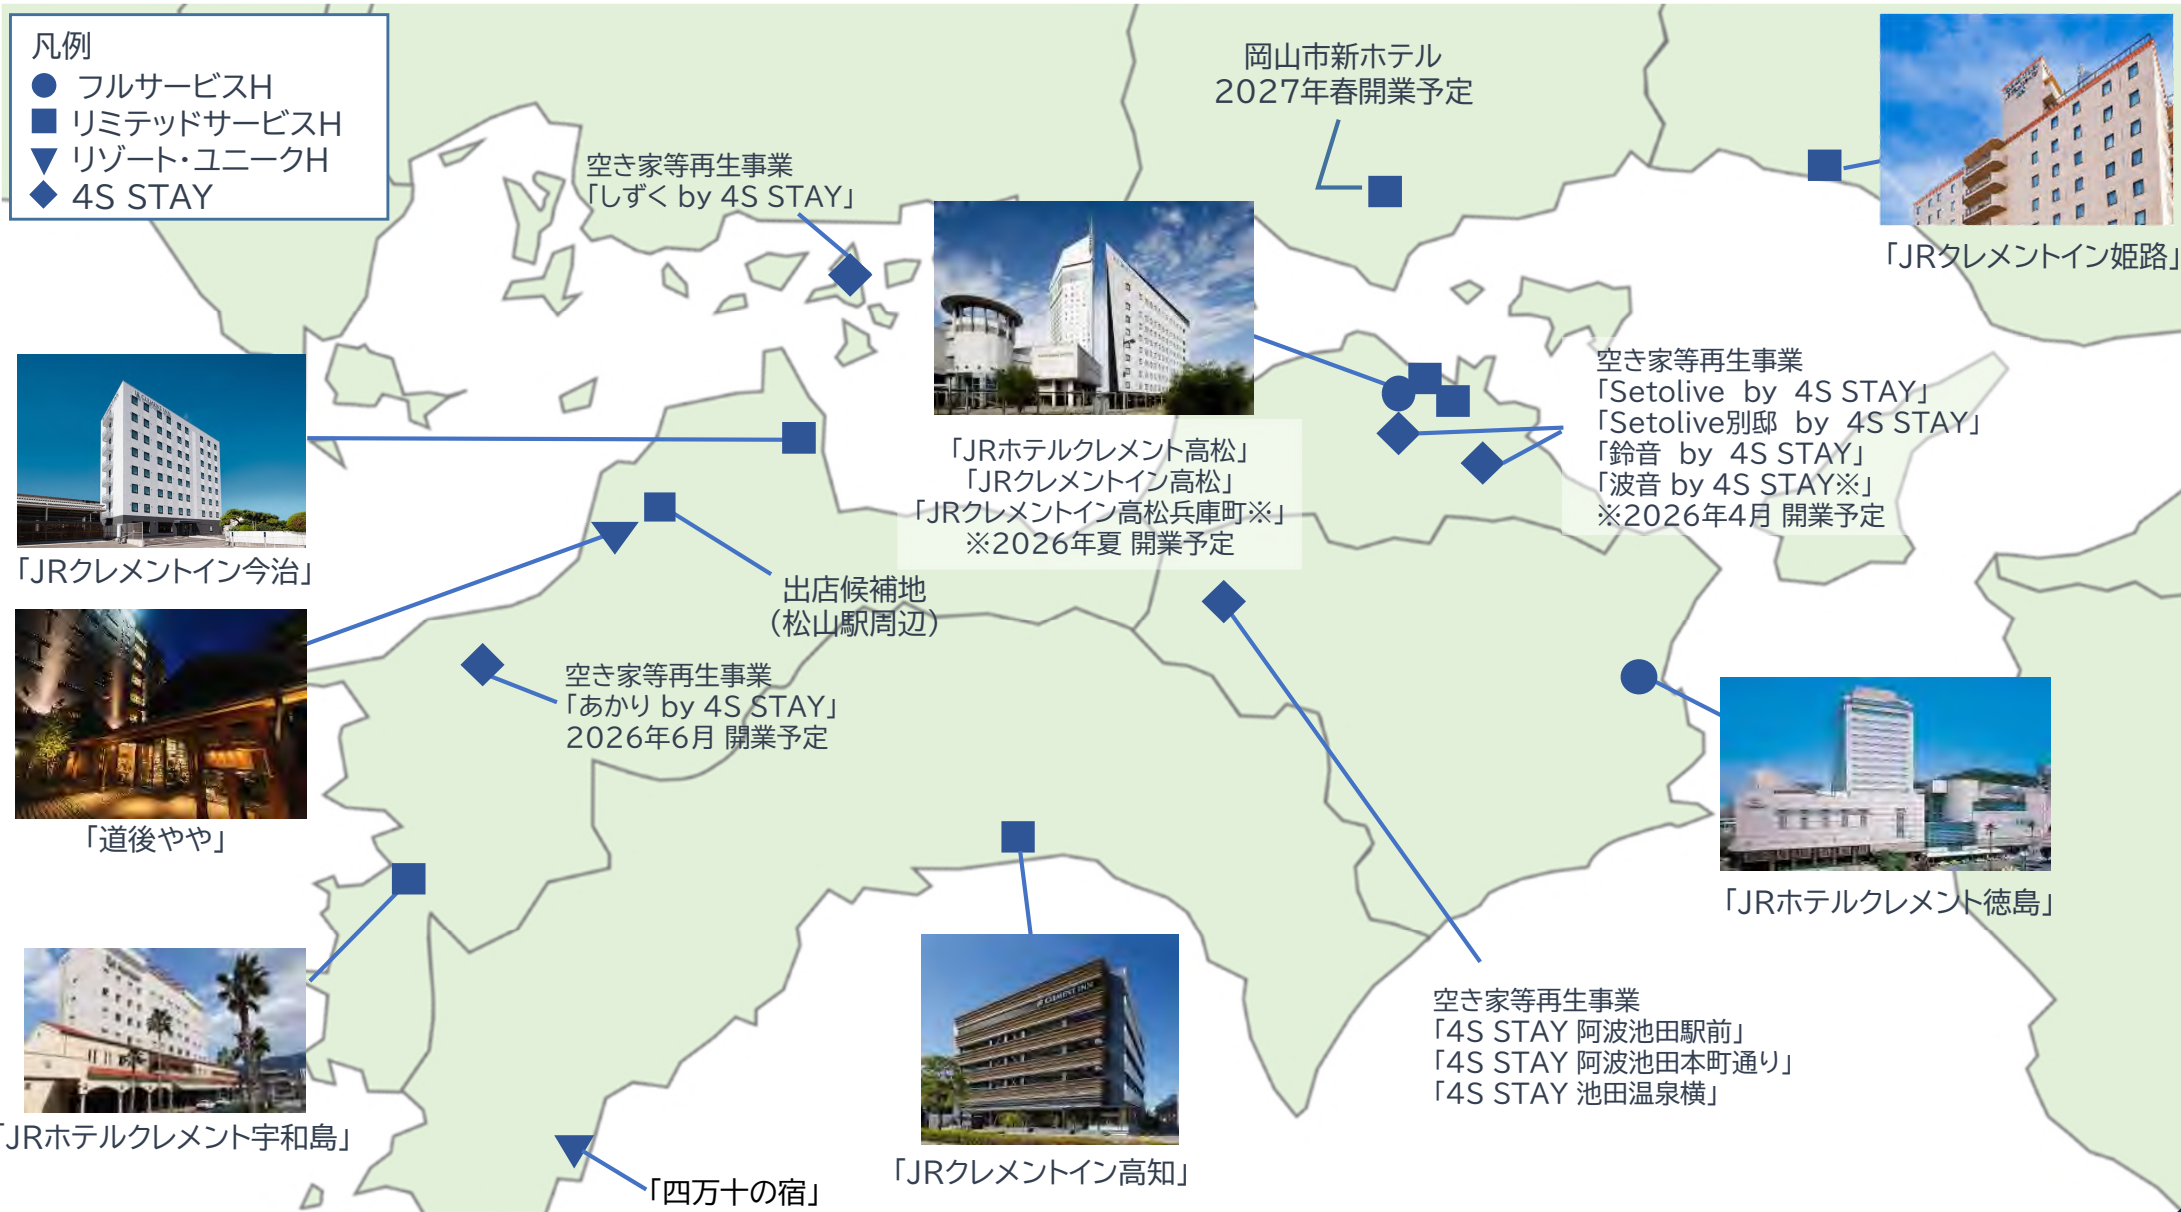 凡例
フルサービスH
リミテッドサービスH
リゾート・ユニークH
4S STAY
空き家等再生事業
「しずく by 4S STAY」
岡山市新ホテル
2027年春開業予定
「JRクレメントイン姫路」
「JRホテルクレメント高松」
「JRクレメントイン高松」
「JRクレメントイン高松兵庫町※」
※2026年夏 開業予定
空き家等再生事業
「Setolive by 4S STAY」
「Setolive別邸 by 4S STAY」
「鈴音 by 4S STAY」
「波音 by 4S STAY※」
※2026年4月 開業予定
「JRクレメントイン今治」
出店候補地
（松山駅周辺）
空き家等再生事業
「あかり by 4S STAY」
2026年6月 開業予定
「道後やや」
「JRホテルクレメント徳島」
「JRホテルクレメント宇和島」
CLEMENT INN
「JRクレメントイン高知」
「四万十の宿」
空き家等再生事業
「4S STAY 阿波池田駅前」
「4S STAY 阿波池田本町通り」
「4S STAY 池田温泉横」